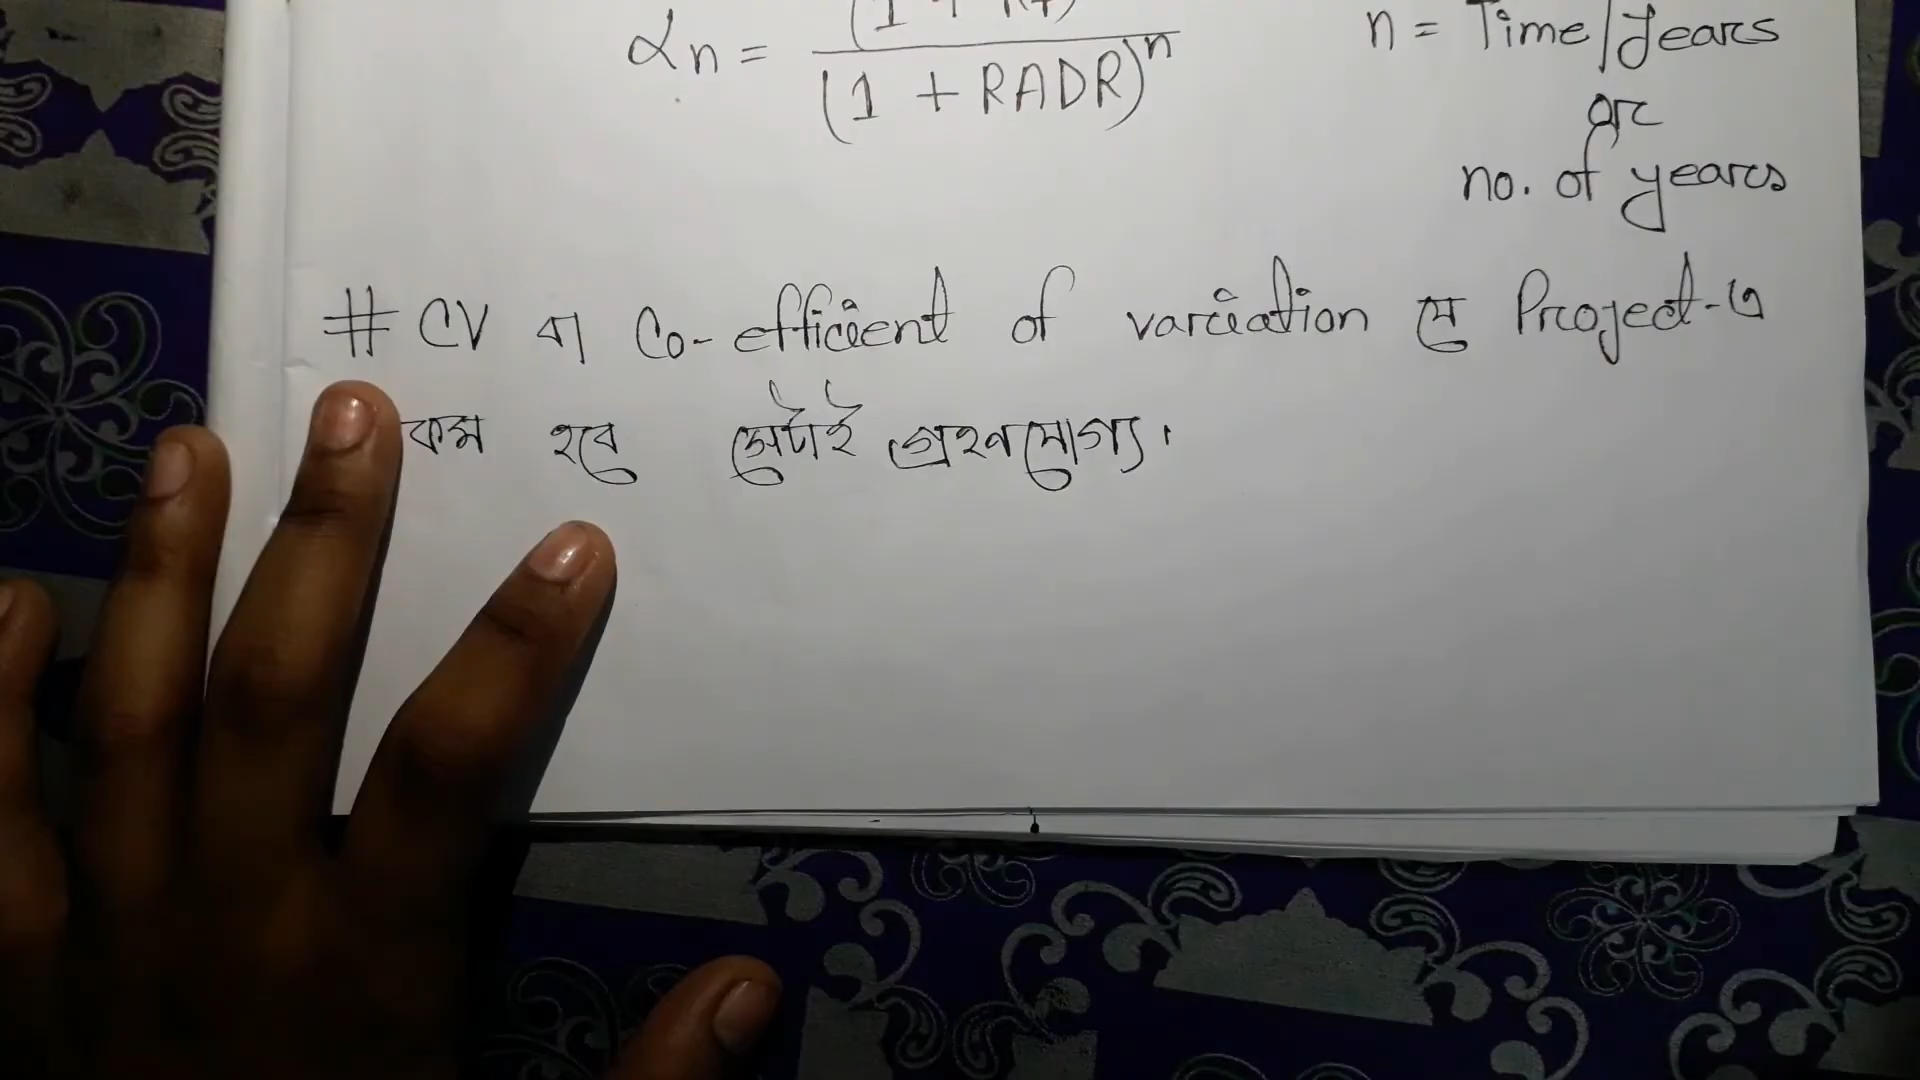 αn = (1 + RADR)^n
n = Time/Years
or
no. of years
# CV বা Co-efficient of variation যে Project-এ
কম হবে সেটাই গ্রহণযোগ্য।